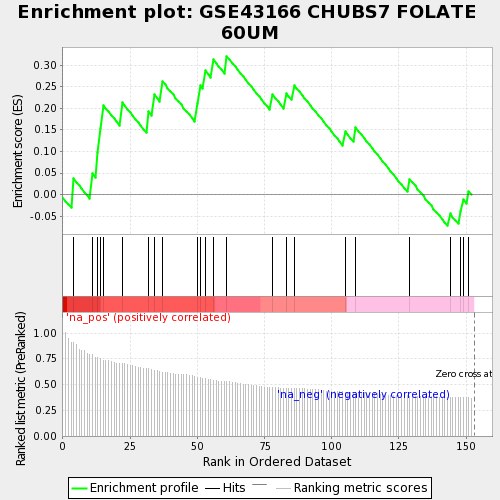 Enrichment plot: GSE43166 CHUBS7 FOLATE
60UM
Enrichment score (ES)
0.30
0.25
0.20
0.15
0.10
0.05
0.00
-0.05
'na_pos' (positively correlated)
Ranked list metric (PreRanked)
1.00
0.75
0.50
0.25
0.00
Zero cross at
'na_neg' (negatively correlated)
0 25 50 75 100 125 150
Rank in Ordered Dataset
Enrichment profile Hits Ranking metric scores